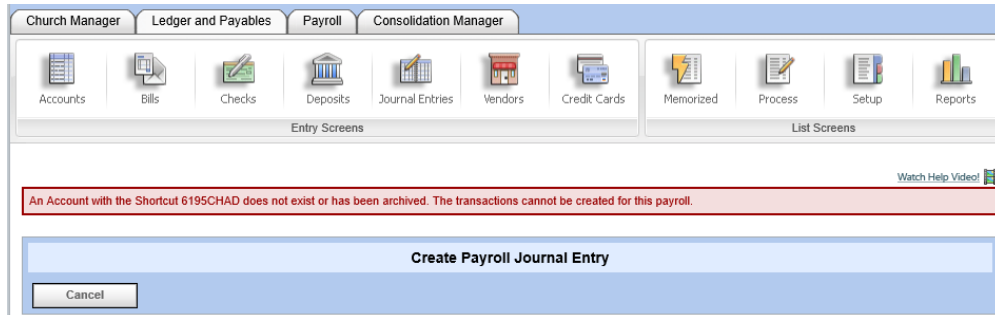 Church Manager Ledger and Payables Payroll Consolidation Manager
Accounts Bills Checks Deposits Journal Entries Vendors Credit Cards Memorized Process Setup Reports
Entry Screens List Screens
Watch Help Video!
An Account with the Shortcut 6195CHAD does not exist or has been archived. The transactions cannot be created for this payroll.
Create Payroll Journal Entry
Cancel